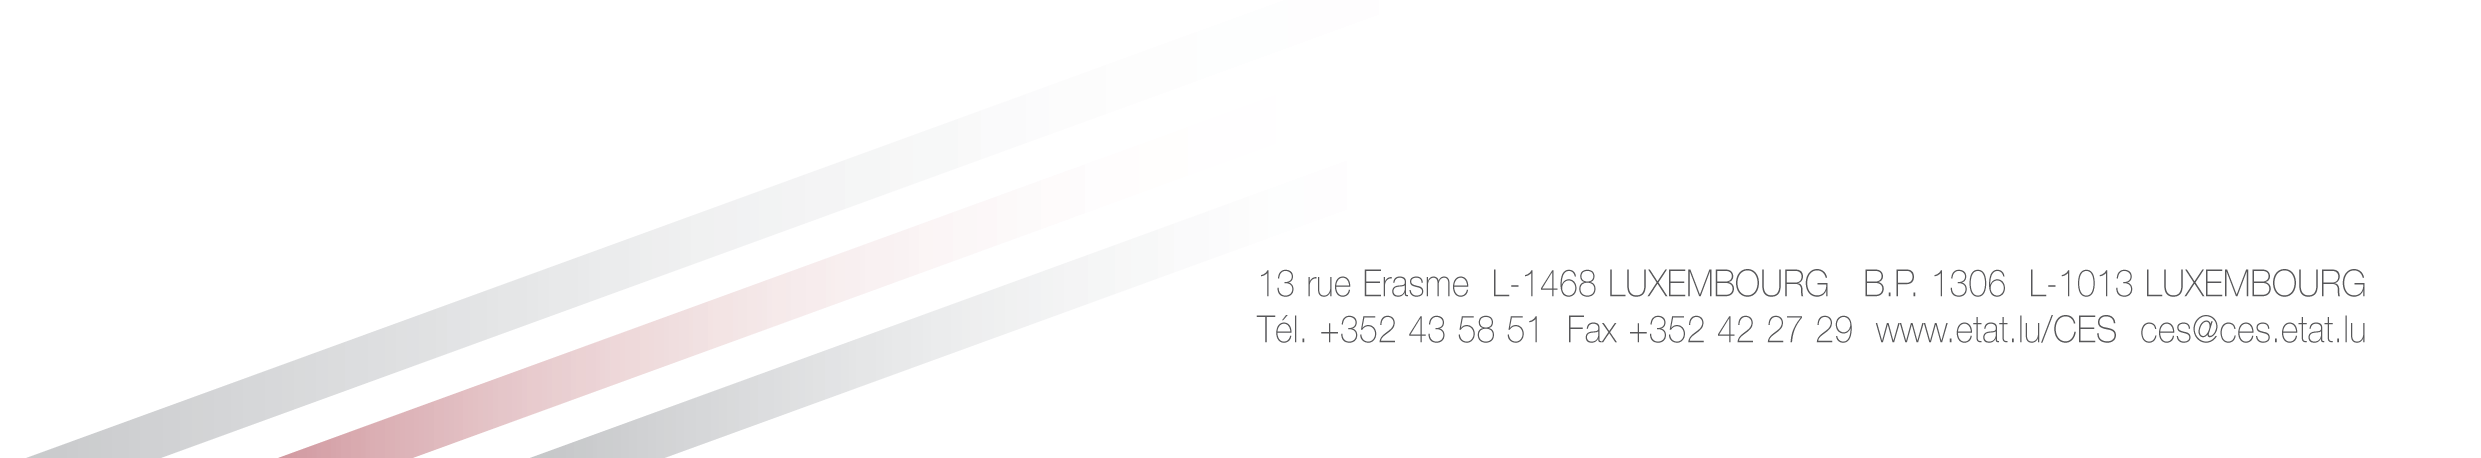 13 rue Erasme L-1468 LUXEMBOURG B.P. 1306 L-1013 LUXEMBOURG
Tél. +352 43 58 51 Fax +352 42 27 29 www.etat.lu/CES ces@ces.etat.lu